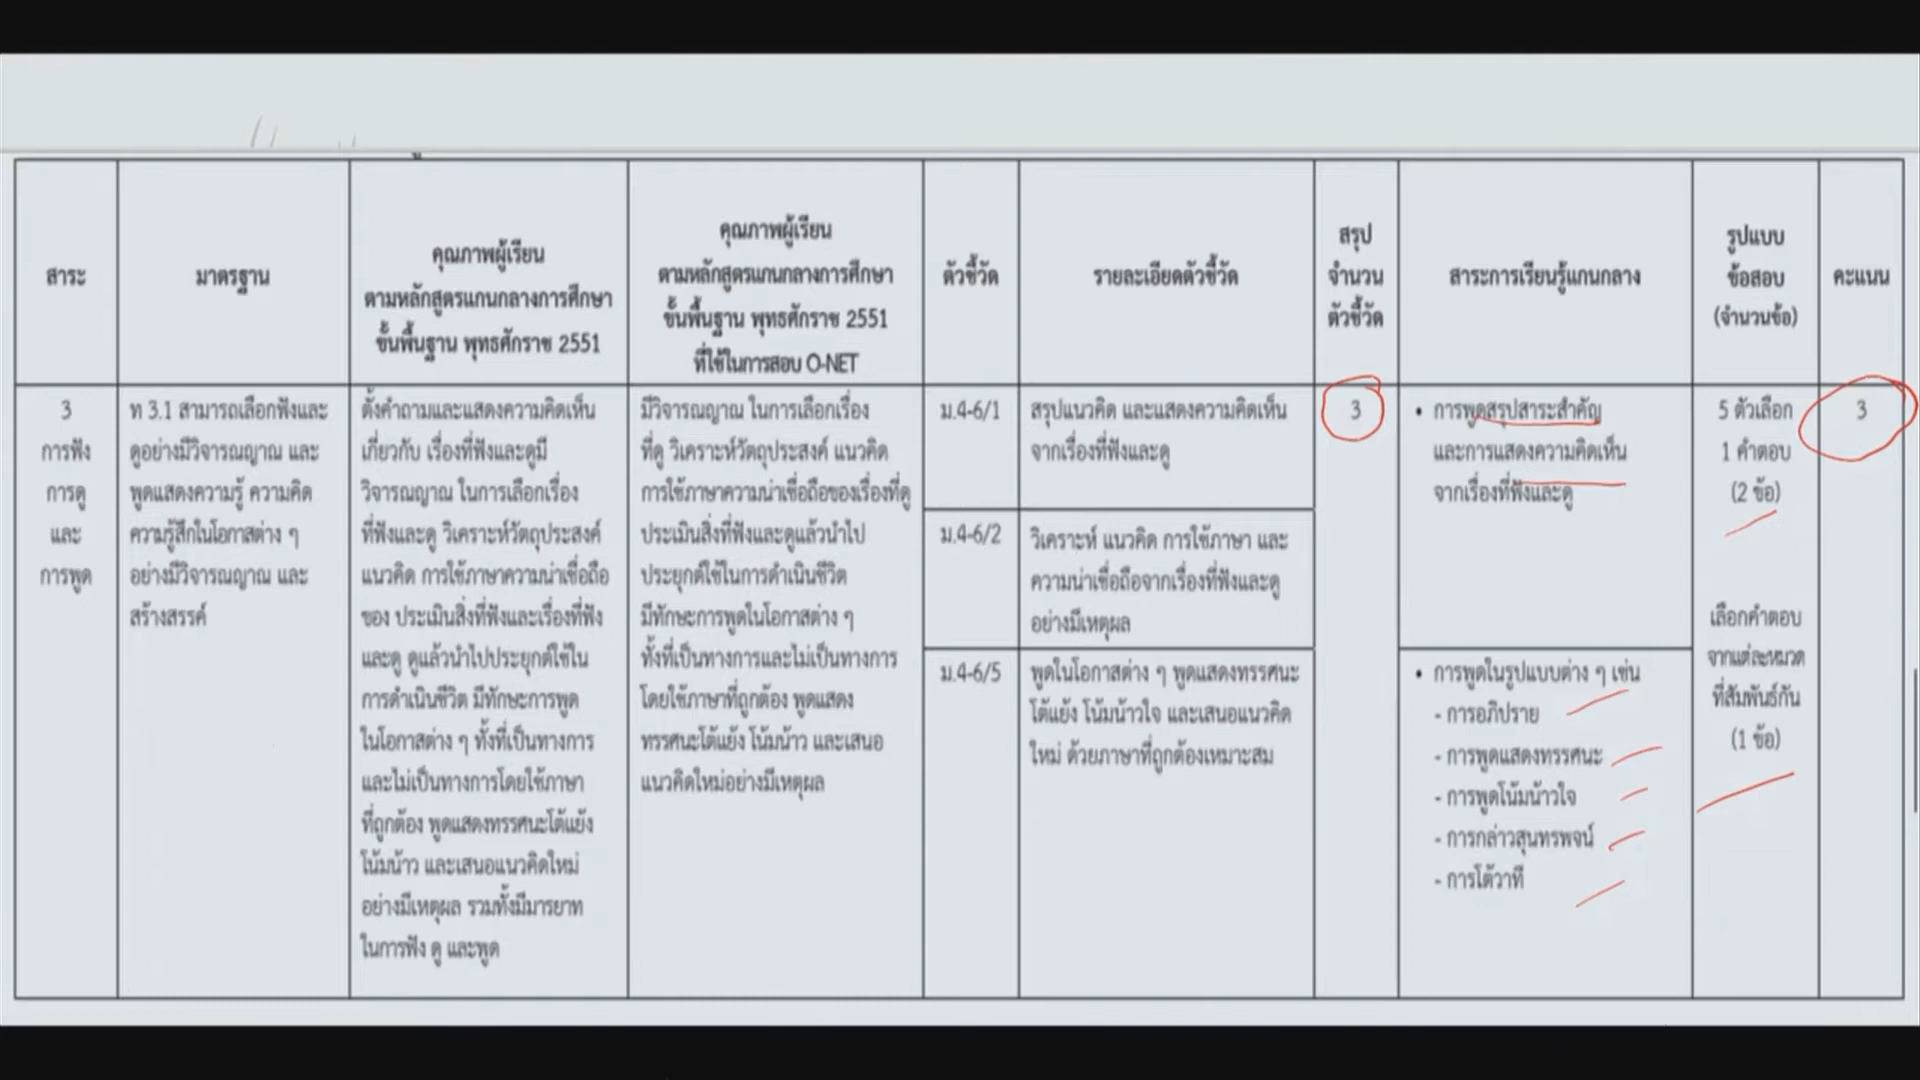 สาระ
มาตรฐาน
คุณภาพผู้เรียน
ตามหลักสูตรแกนกลางการศึกษา
ขั้นพื้นฐาน พุทธศักราช 2551
คุณภาพผู้เรียน
ตามหลักสูตรแกนกลางการศึกษา
ขั้นพื้นฐาน พุทธศักราช 2551
ที่ใช้ในการสอบ O-NET
ตัวชี้วัด
รายละเอียดตัวชี้วัด
สรุป
จำนวน
ตัวชี้วัด
สาระการเรียนรู้แกนกลาง
รูปแบบ
ข้อสอบ
(จำนวนข้อ)
คะแนน
3
การฟัง
การดู
และ
การพูด
ท 3.1 สามารถเลือกฟังและ
ดูอย่างมีวิจารณญาณ และ
พูดแสดงความรู้ ความคิด
ความรู้สึกในโอกาสต่าง ๆ
อย่างมีวิจารณญาณ และ
สร้างสรรค์
ตั้งคำถามและแสดงความคิดเห็น
เกี่ยวกับ เรื่องที่ฟังและดูมี
วิจารณญาณ ในการเลือกเรื่อง
ที่ฟังและดู วิเคราะห์วัตถุประสงค์
แนวคิด การใช้ภาษาความน่าเชื่อถือ
ของ ประเมินสิ่งที่ฟังและเรื่องที่ฟัง
และดู ดูแล้วนำไปประยุกต์ใช้ใน
การดำเนินชีวิต มีทักษะการพูด
ในโอกาสต่าง ๆ ทั้งที่เป็นทางการ
และไม่เป็นทางการโดยใช้ภาษา
ที่ถูกต้อง พูดแสดงทรรศนะโต้แย้ง
โน้มน้าว และเสนอแนวคิดใหม่
อย่างมีเหตุผล รวมทั้งมีมารยาท
ในการฟัง ดู และพูด
มีวิจารณญาณ ในการเลือกเรื่อง
ที่ดู วิเคราะห์วัตถุประสงค์ แนวคิด
การใช้ภาษาความน่าเชื่อถือของเรื่องที่ดู
ประเมินสิ่งที่ฟังและดูแล้วนำไป
ประยุกต์ใช้ในการดำเนินชีวิต
มีทักษะการพูดในโอกาสต่าง ๆ
ทั้งที่เป็นทางการและไม่เป็นทางการ
โดยใช้ภาษาที่ถูกต้อง พูดแสดง
ทรรศนะโต้แย้ง โน้มน้าว และเสนอ
แนวคิดใหม่อย่างมีเหตุผล
ม.4-6/1
สรุปแนวคิด และแสดงความคิดเห็น
จากเรื่องที่ฟังและดู
3
• การพูดสรุปสาระสำคัญ
และการแสดงความคิดเห็น
จากเรื่องที่ฟังและดู
5 ตัวเลือก
1 คำตอบ
(2 ข้อ)
3
ม.4-6/2
วิเคราะห์ แนวคิด การใช้ภาษา และ
ความน่าเชื่อถือจากเรื่องที่ฟังและดู
อย่างมีเหตุผล
เลือกคำตอบ
จากแต่ละหมวด
ที่สัมพันธ์กัน
(1 ข้อ)
ม.4-6/5
พูดในโอกาสต่าง ๆ พูดแสดงทรรศนะ
โต้แย้ง โน้มน้าวใจ และเสนอแนวคิด
ใหม่ ด้วยภาษาที่ถูกต้องเหมาะสม
• การพูดในรูปแบบต่าง ๆ เช่น
- การอภิปราย
- การพูดแสดงทรรศนะ
- การพูดโน้มน้าวใจ
- การกล่าวสุนทรพจน์
- การโต้วาที